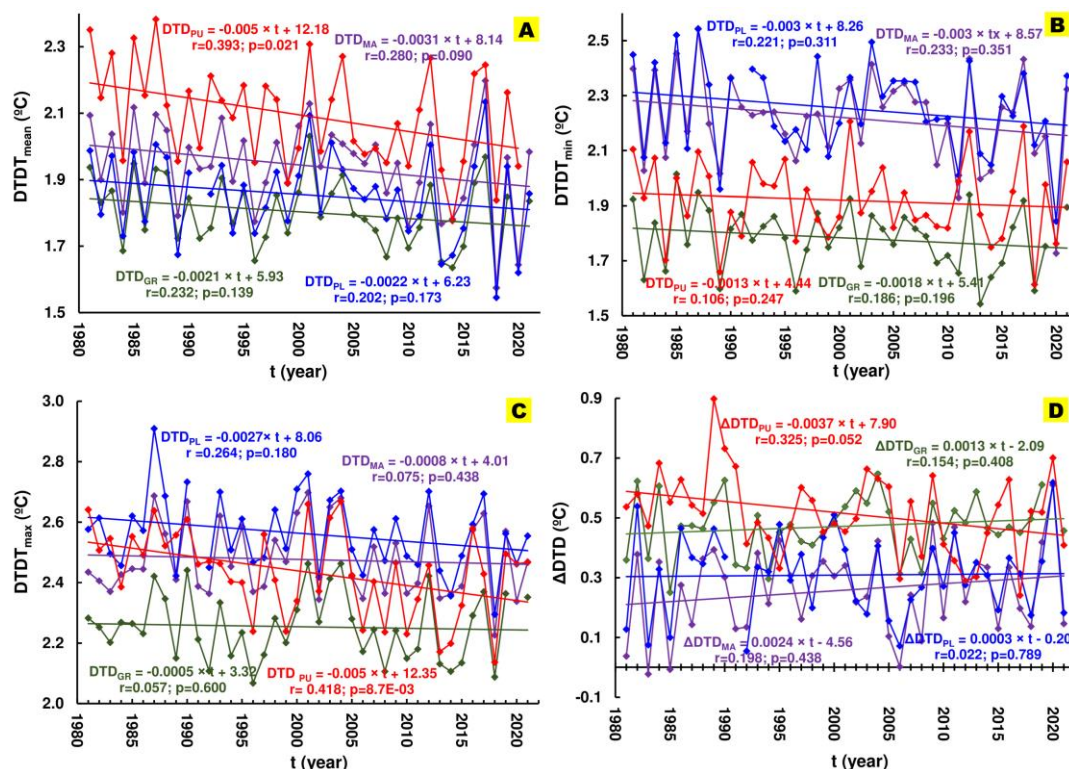 A
DTD_PU = -0.005 × t + 12.18
r=0.393; p=0.021
DTD_MA = -0.0031 × t + 8.14
r=0.280; p=0.090
2.3
2.1
1.9
1.7
1.5
DTDT_mean (ºC)
DTD_GR = -0.0021 × t + 5.93
r=0.232; p=0.139
DTD_PL = -0.0022 × t + 6.23
r=0.202; p=0.173
1980
1985
1990
1995
2000
2005
2010
2015
2020
t (year)
B
DTD_PL = -0.003 × t + 8.26
r=0.221; p=0.311
DTD_MA = -0.003 × tx + 8.57
r=0.233; p=0.351
2.5
2.3
2.1
1.9
1.7
1.5
DTDT_min (ºC)
DTD_PU = -0.0013 × t + 4.44
r= 0.106; p=0.247
DTD_GR = -0.0018 × t + 5.41
r=0.186; p=0.196
1980
1985
1990
1995
2000
2005
2010
2015
2020
t (year)
C
DTD_PL = -0.0027× t + 8.06
r =0.264; p=0.180
DTD_MA = -0.0008 × t + 4.01
r=0.075; p=0.438
3.0
2.8
2.6
2.4
2.2
2.0
DTDT_max (ºC)
DTD_GR = -0.0005 × t + 3.32
r=0.057; p=0.600
DTD_PU = -0.005 × t + 12.35
r= 0.418; p=8.7E-03
1980
1985
1990
1995
2000
2005
2010
2015
2020
t (year)
D
ΔDTD_PU = -0.0037 × t + 7.90
r=0.325; p=0.052
ΔDTD_GR = 0.0013 × t - 2.09
r=0.154; p=0.408
0.9
0.7
0.5
0.3
0.1
-0.1
ΔDTD (ºC)
ΔDTD_MA = 0.0024 × t - 4.56
r=0.198; p=0.438
ΔDTD_PL = 0.0003 × t - 0.20
r=0.022; p=0.789
1980
1985
1990
1995
2000
2005
2010
2015
2020
t (year)